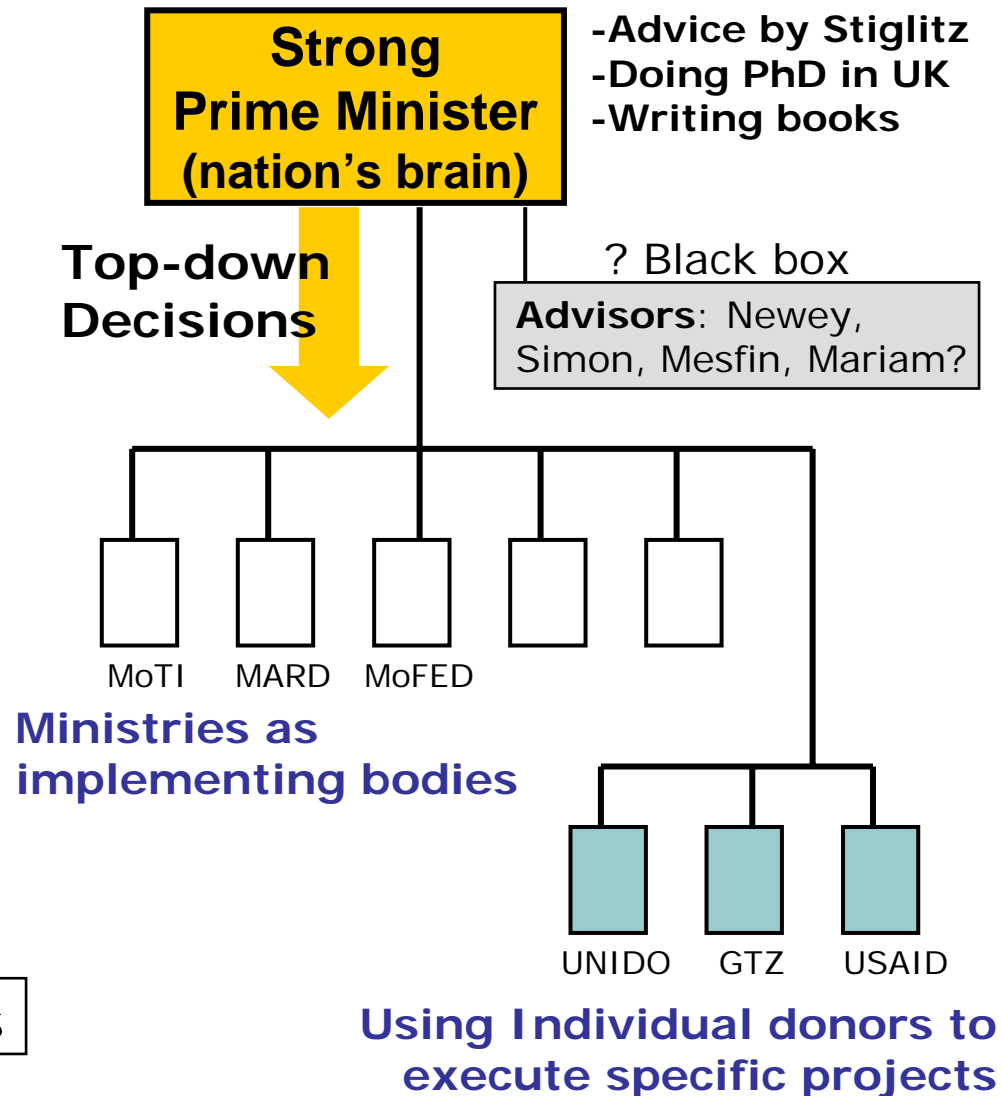 Strong
Prime Minister
(nation's brain)
-Advice by Stiglitz
-Doing PhD in UK
-Writing books
Top-down
Decisions
? Black box
Advisors: Newey,
Simon, Mesfin, Mariam?
MoTI MARD MoFED
Ministries as
implementing bodies
UNIDO GTZ USAID
Using Individual donors to
execute specific projects